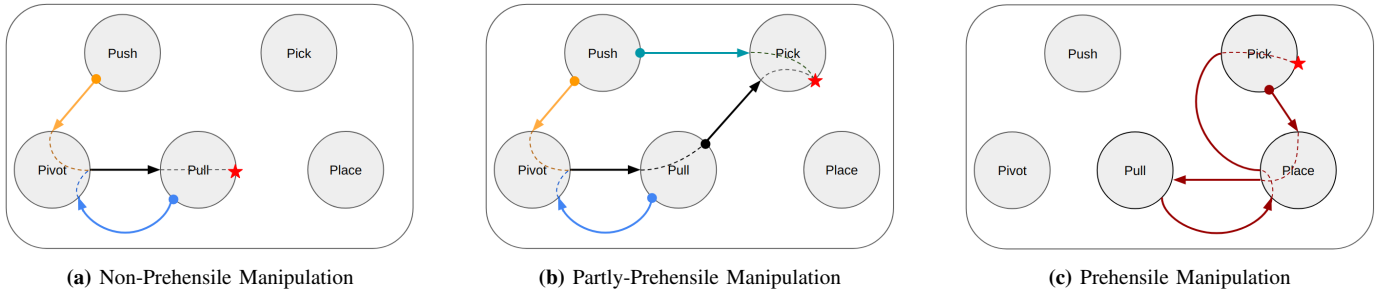 Push
Pick
Pivot
Pull
Place
(a) Non-Prehensile Manipulation
Push
Pick
Pivot
Pull
Place
(b) Partly-Prehensile Manipulation
Push
Pick
Pivot
Pull
Place
(c) Prehensile Manipulation